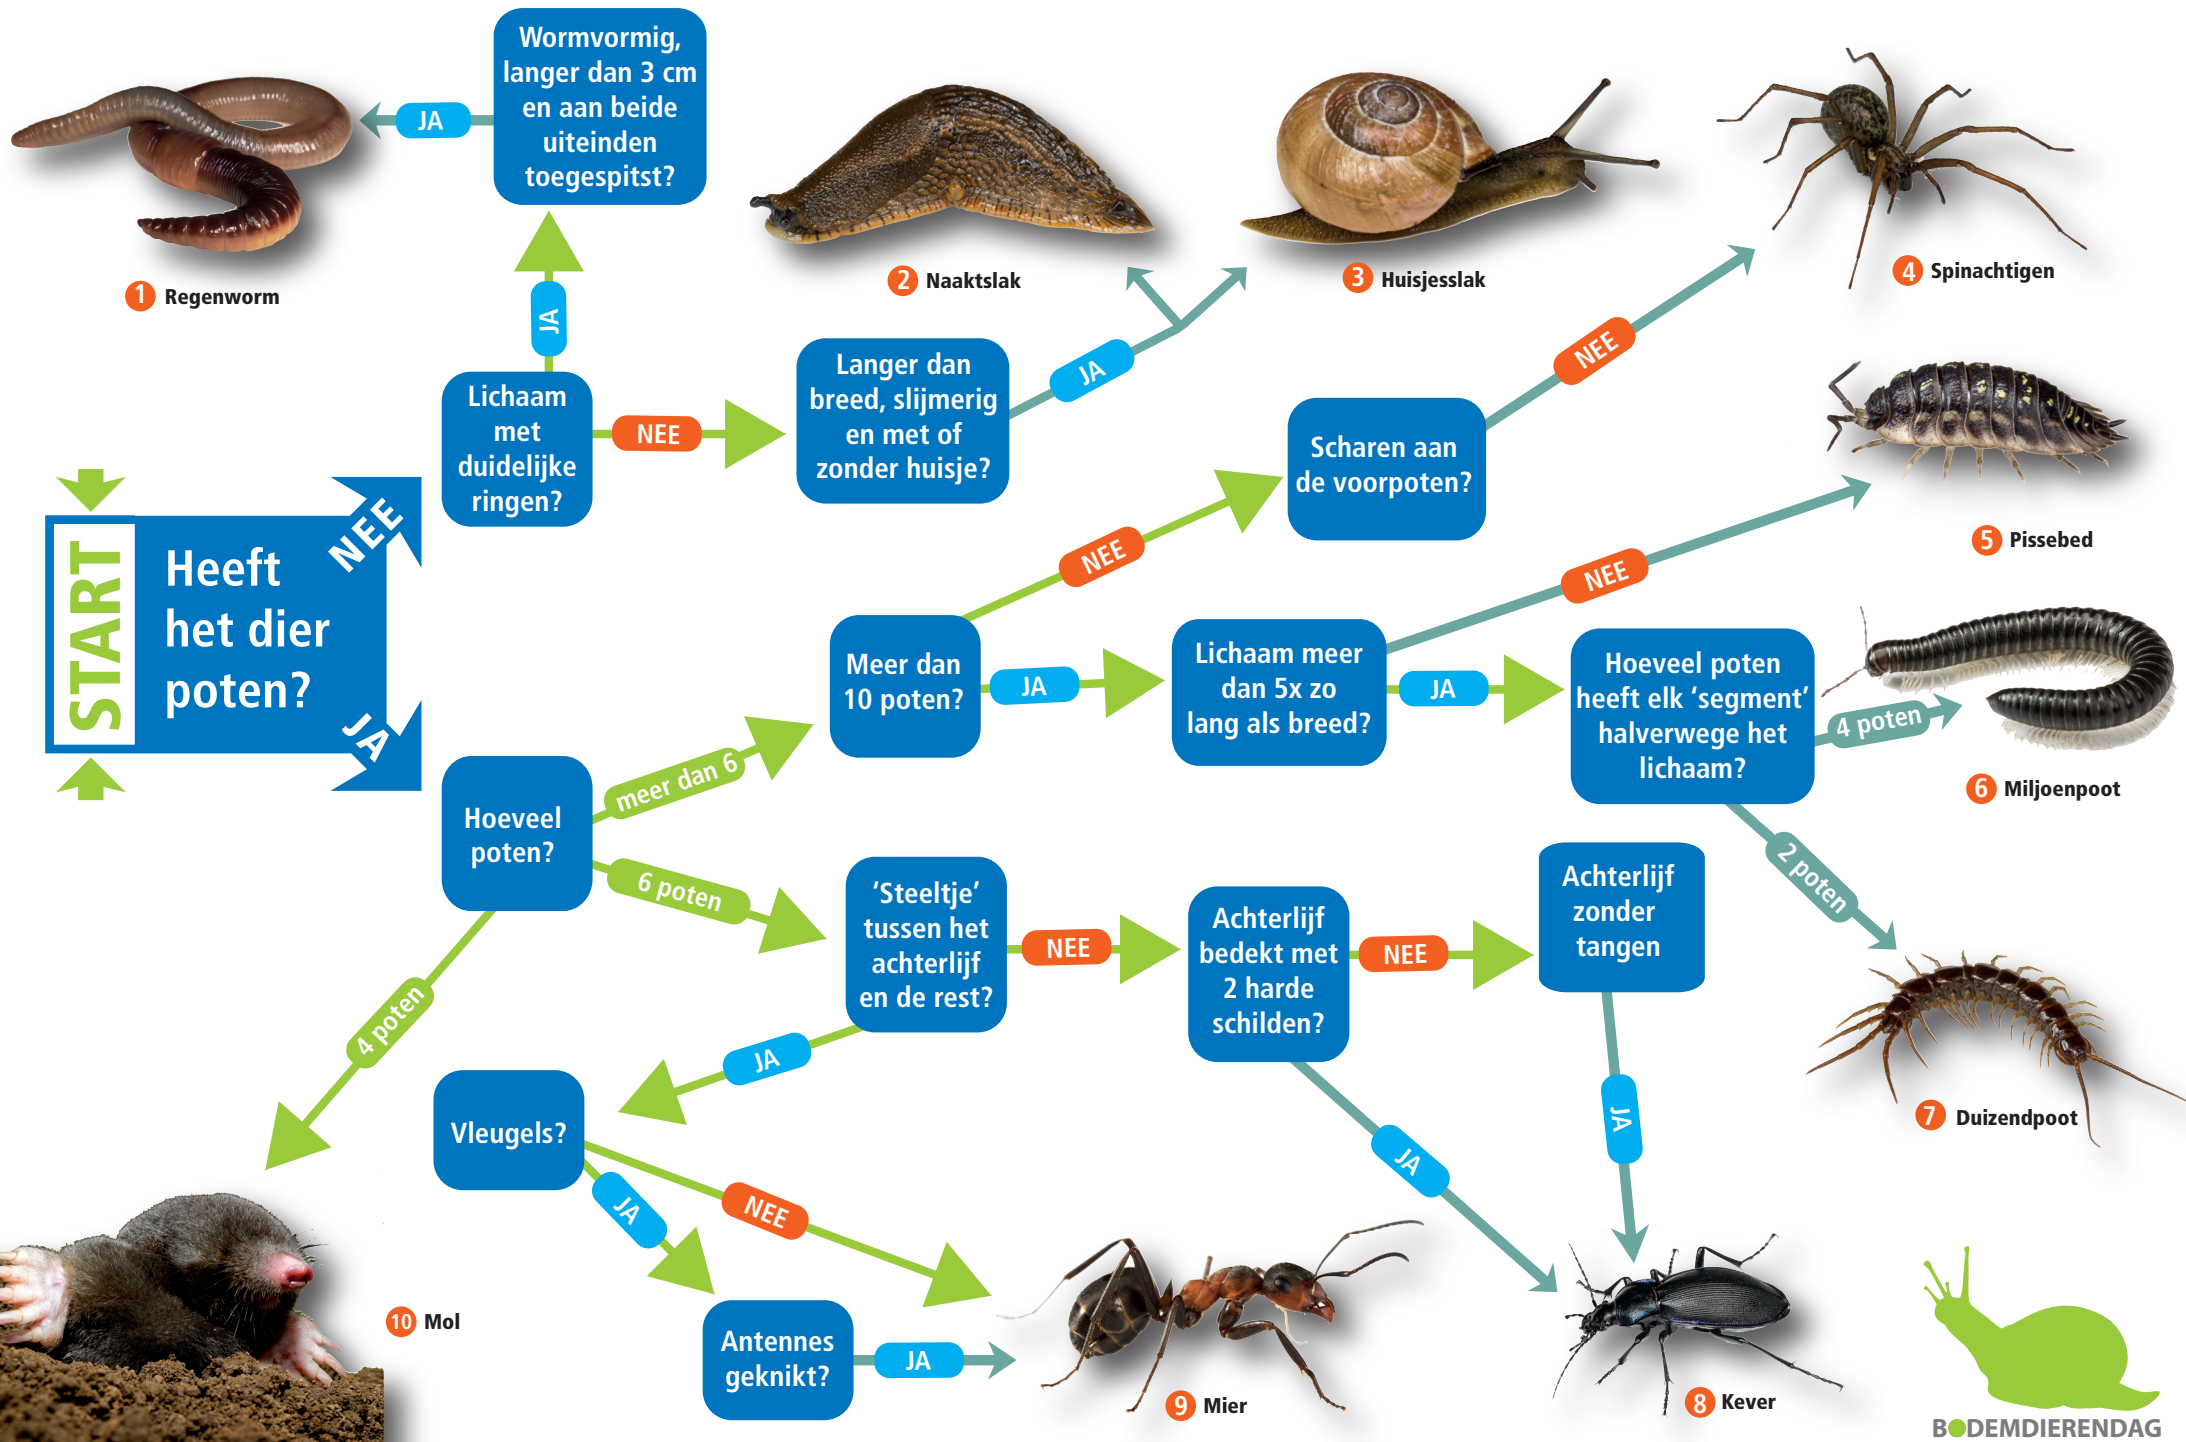 START
Heeft
het dier
poten?
NEE
JA
Lichaam
met
duidelijke
ringen?
JA
Wormvormig,
langer dan 3 cm
en aan beide
uiteinden
toegespitst?
JA
1 Regenworm
NEE
Langer dan
breed, slijmerig
en met of
zonder huisje?
JA
2 Naaktslak
3 Huisjesslak
Hoeveel
poten?
meer dan 6
Meer dan
10 poten?
NEE
Scharen aan
de voorpoten?
NEE
4 Spinachtigen
JA
Lichaam meer
dan 5x zo
lang als breed?
NEE
5 Pissebed
JA
Hoeveel poten
heeft elk ‘segment’
halverwege het
lichaam?
4 poten
6 Miljoenpoot
2 poten
7 Duizendpoot
6 poten
‘Steeltje’
tussen het
achterlijf
en de rest?
NEE
Achterlijf
bedekt met
2 harde
schilden?
NEE
Achterlijf
zonder
tangen
JA
JA
8 Kever
JA
Vleugels?
NEE
JA
Antennes
geknikt?
JA
9 Mier
4 poten
10 Mol
BODEMDIERENDAG